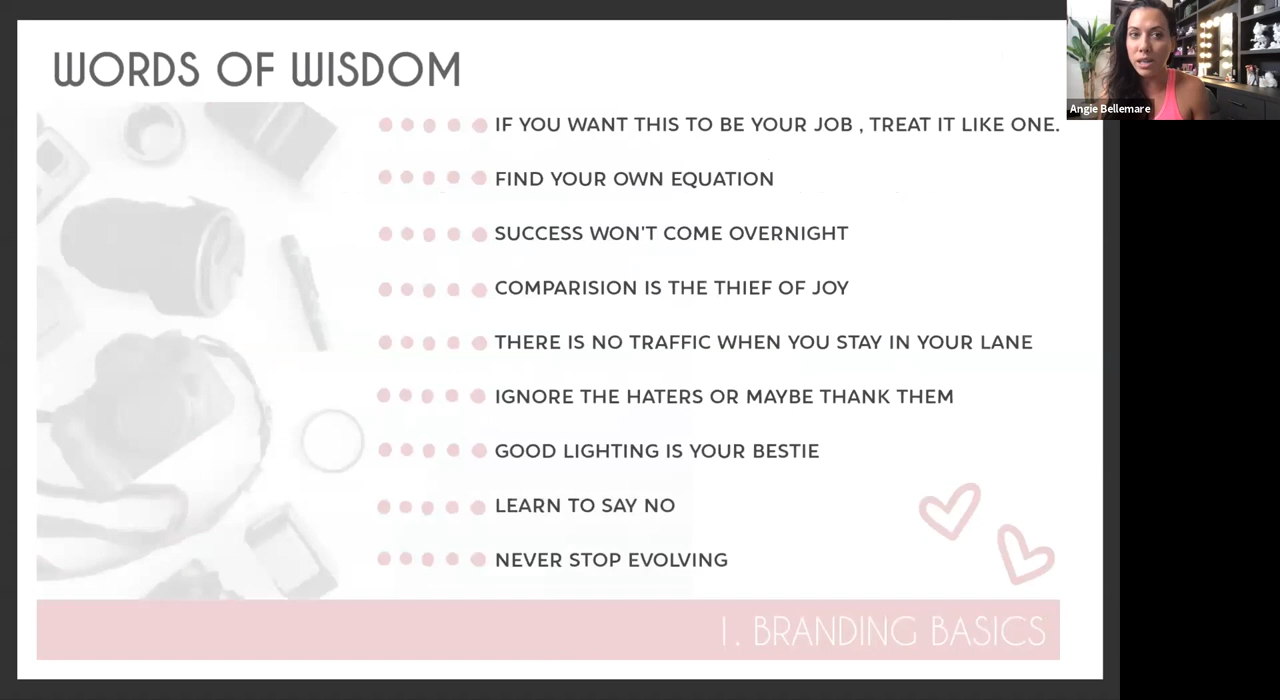 WORDS OF WISDOM
Angie Bellemare
IF YOU WANT THIS TO BE YOUR JOB , TREAT IT LIKE ONE.
FIND YOUR OWN EQUATION
SUCCESS WON'T COME OVERNIGHT
COMPARISION IS THE THIEF OF JOY
THERE IS NO TRAFFIC WHEN YOU STAY IN YOUR LANE
IGNORE THE HATERS OR MAYBE THANK THEM
GOOD LIGHTING IS YOUR BESTIE
LEARN TO SAY NO
NEVER STOP EVOLVING
1. BRANDING BASICS